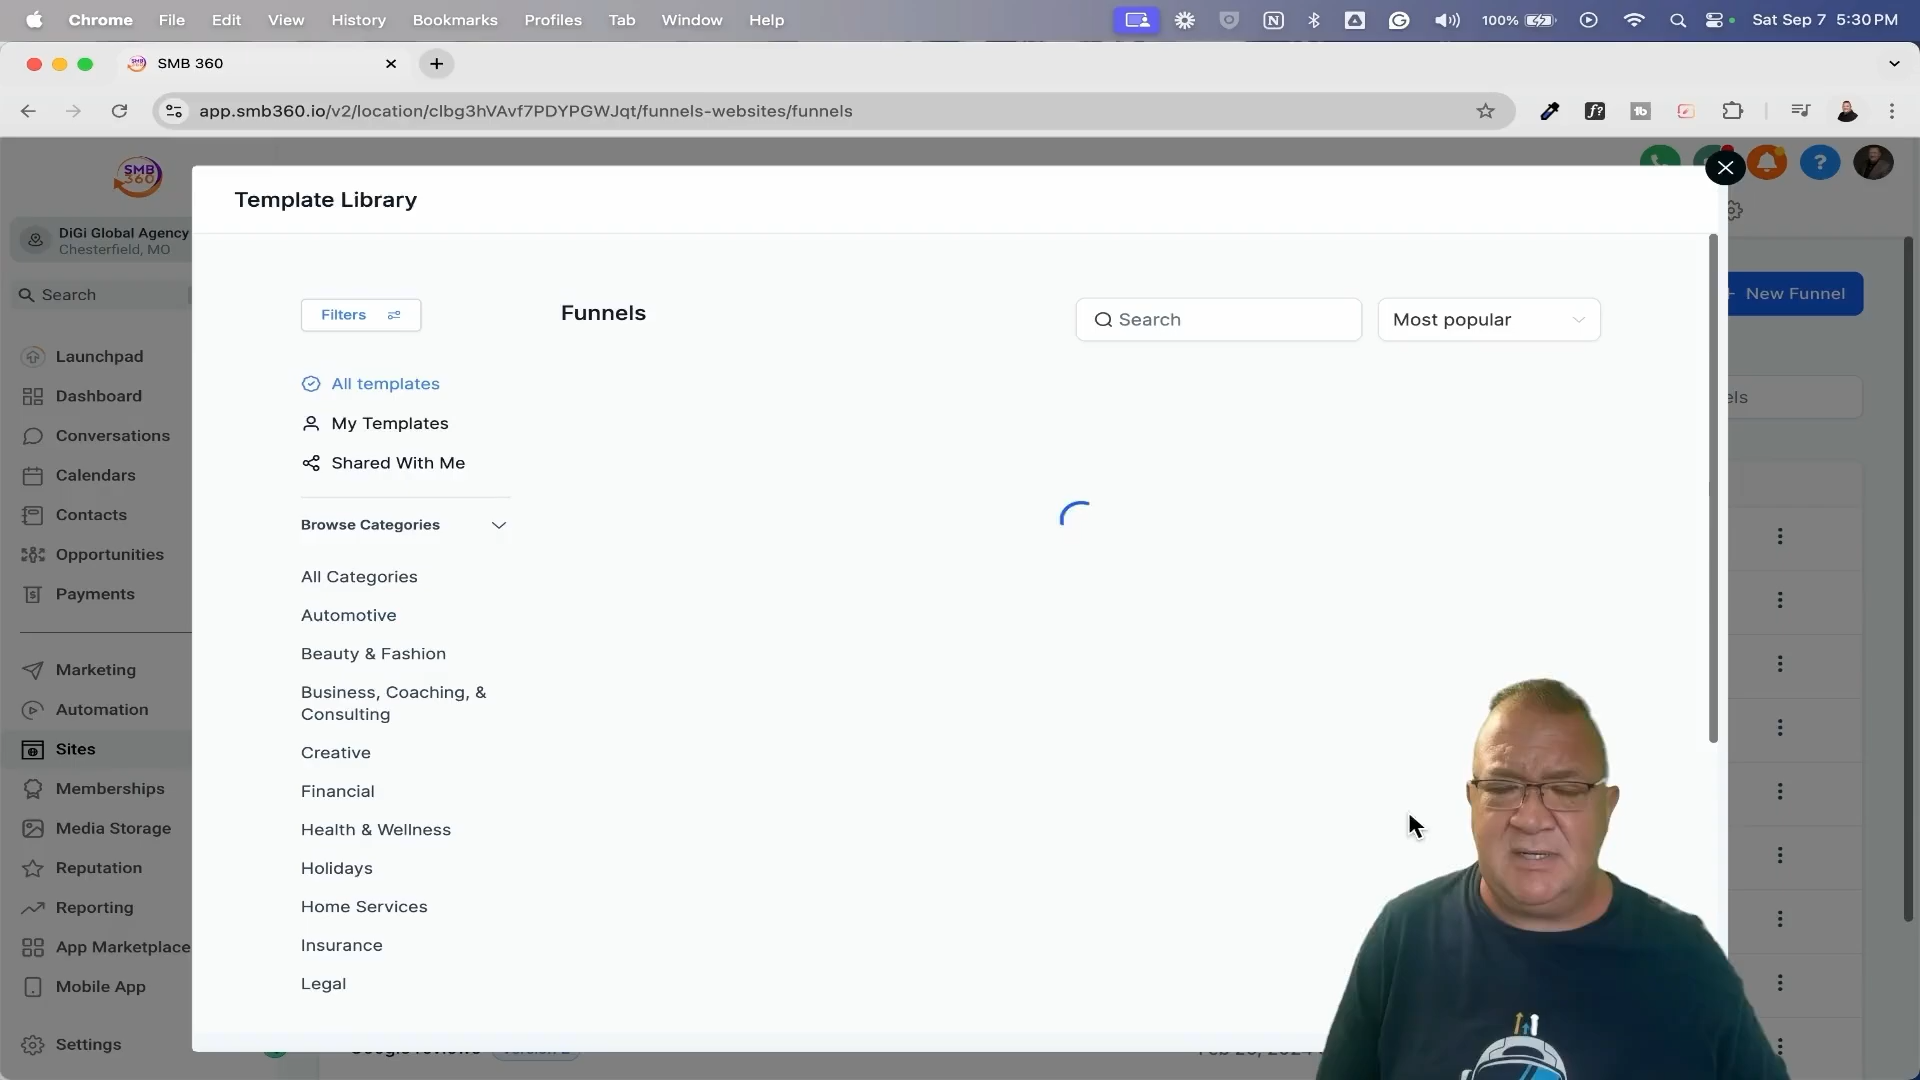 Chrome File Edit View History Bookmarks Profiles Tab Window Help 100% Sat Sep 7 5:30 PM
SMB 360
app.smb360.io/v2/location/clbg3hVAvf7PDYPGWJqt/funnels-websites/funnels
SMB
360
Template Library
DiGi Global Agency
Chesterfield, MO
Search
Filters
Funnels
Search
Most popular
New Funnel
All templates
My Templates
Shared With Me
Browse Categories
All Categories
Automotive
Beauty & Fashion
Business, Coaching, &
Consulting
Creative
Financial
Health & Wellness
Holidays
Home Services
Insurance
Legal
Launchpad
Dashboard
Conversations
Calendars
Contacts
Opportunities
Payments
Marketing
Automation
Sites
Memberships
Media Storage
Reputation
Reporting
App Marketplace
Mobile App
Settings